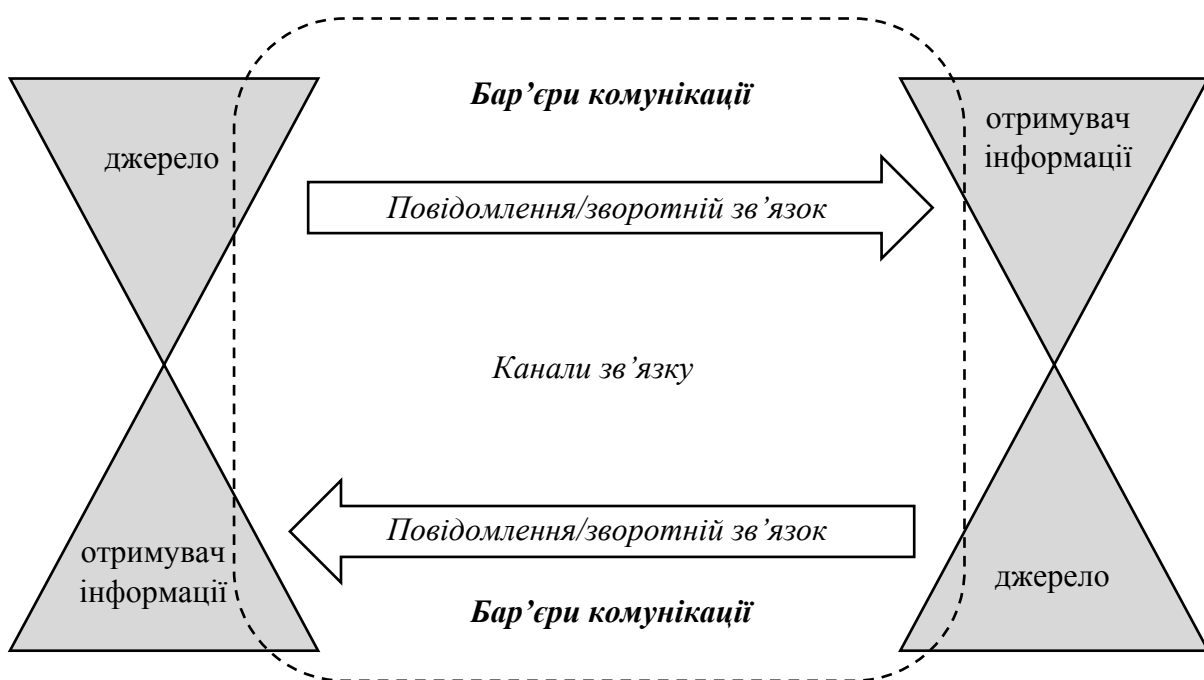 Бар’єри комунікації
джерело
отримувач
інформації
Повідомлення/зворотній зв’язок
Канали зв’язку
Повідомлення/зворотній зв’язок
отримувач
інформації
джерело
Бар’єри комунікації